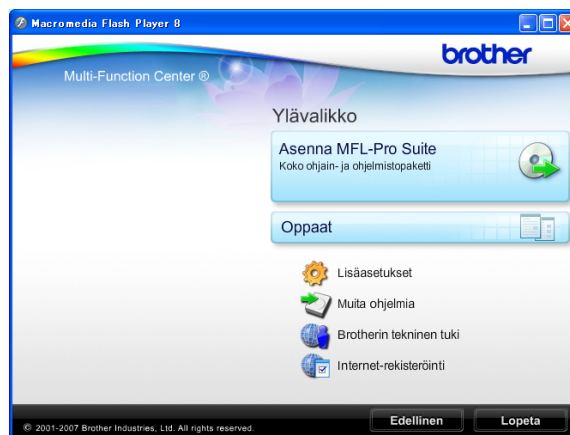 Macromedia Flash Player 8
brother
Multi-Function Center ®
Ylävalikko
Asenna MFL-Pro Suite
Koko ohjain- ja ohjelmistopaketti
Oppaat
Lisäasetukset
Muita ohjelmia
Brotherin tekninen tuki
Internet-rekisteröinti
© 2001-2007 Brother Industries, Ltd. All rights reserved.
Edellinen
Lopeta